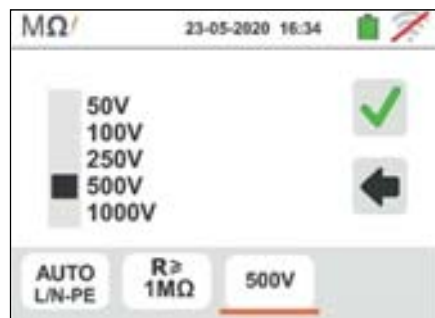 MΩ 23-05-2020 16:34
50V
100V
250V
500V
1000V
AUTO
L/N-PE
R≥
1MΩ
500V